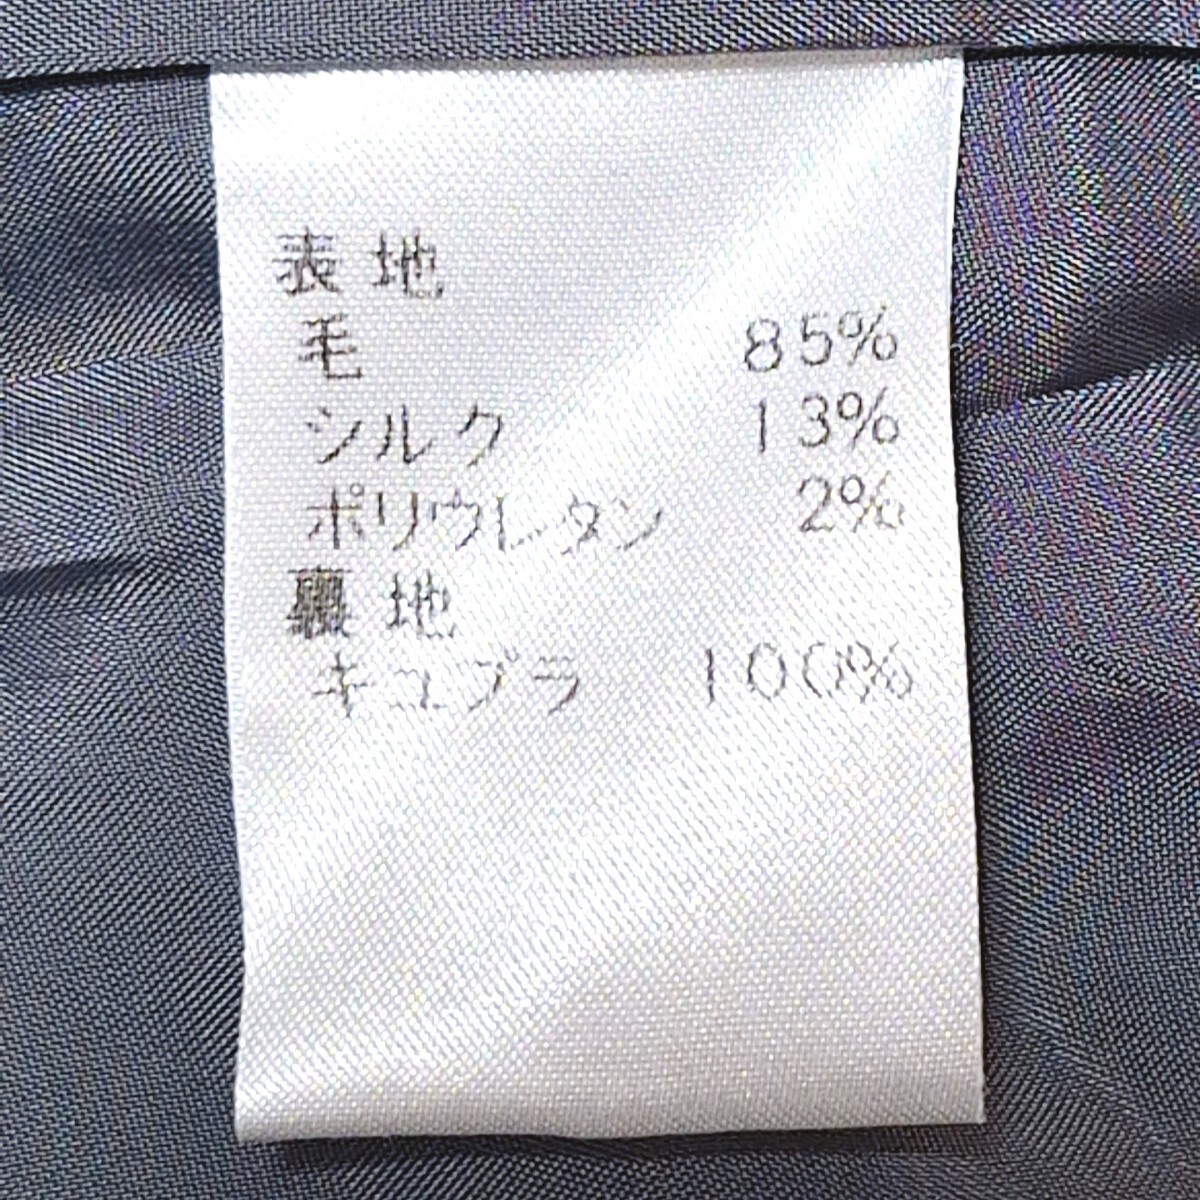 表地
毛 85%
シルク 13%
ポリウレタン 2%
裏地
キュプラ 100%